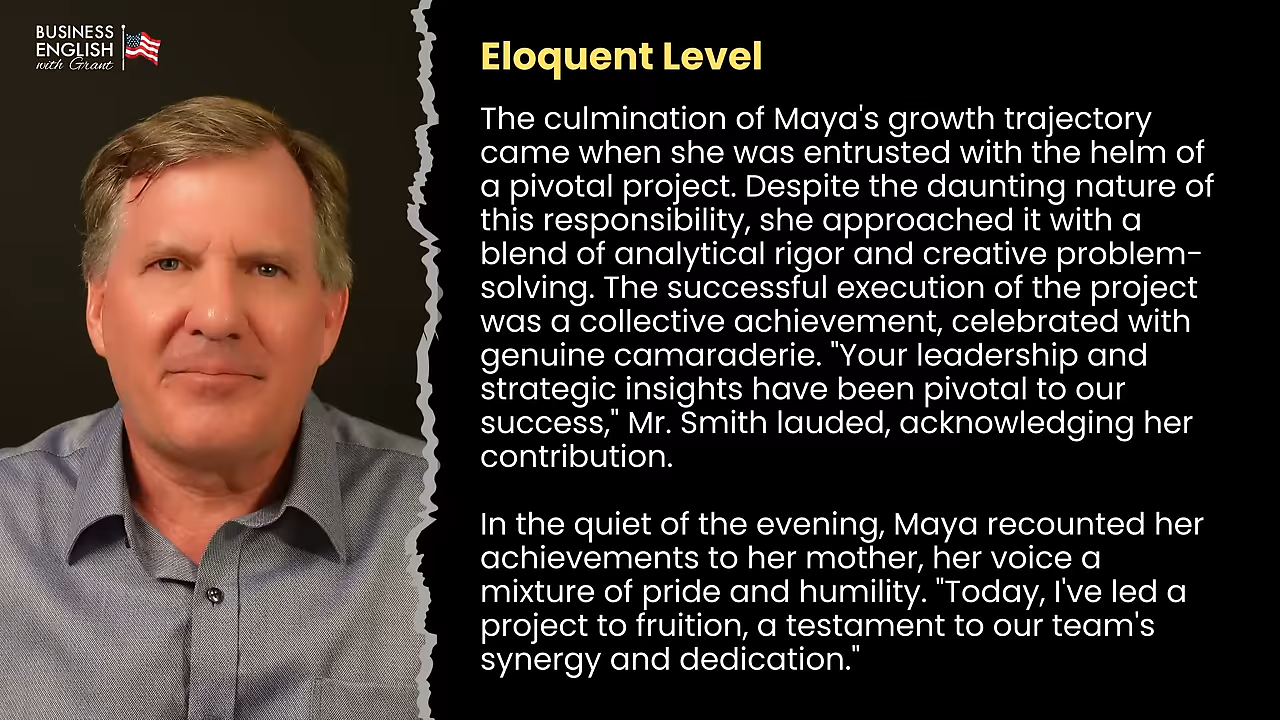 BUSINESS
ENGLISH
with Grant
Eloquent Level
The culmination of Maya's growth trajectory
came when she was entrusted with the helm of
a pivotal project. Despite the daunting nature of
this responsibility, she approached it with a
blend of analytical rigor and creative problem-
solving. The successful execution of the project
was a collective achievement, celebrated with
genuine camaraderie. "Your leadership and
strategic insights have been pivotal to our
success," Mr. Smith lauded, acknowledging her
contribution.
In the quiet of the evening, Maya recounted her
achievements to her mother, her voice a
mixture of pride and humility. "Today, I've led a
project to fruition, a testament to our team's
synergy and dedication."